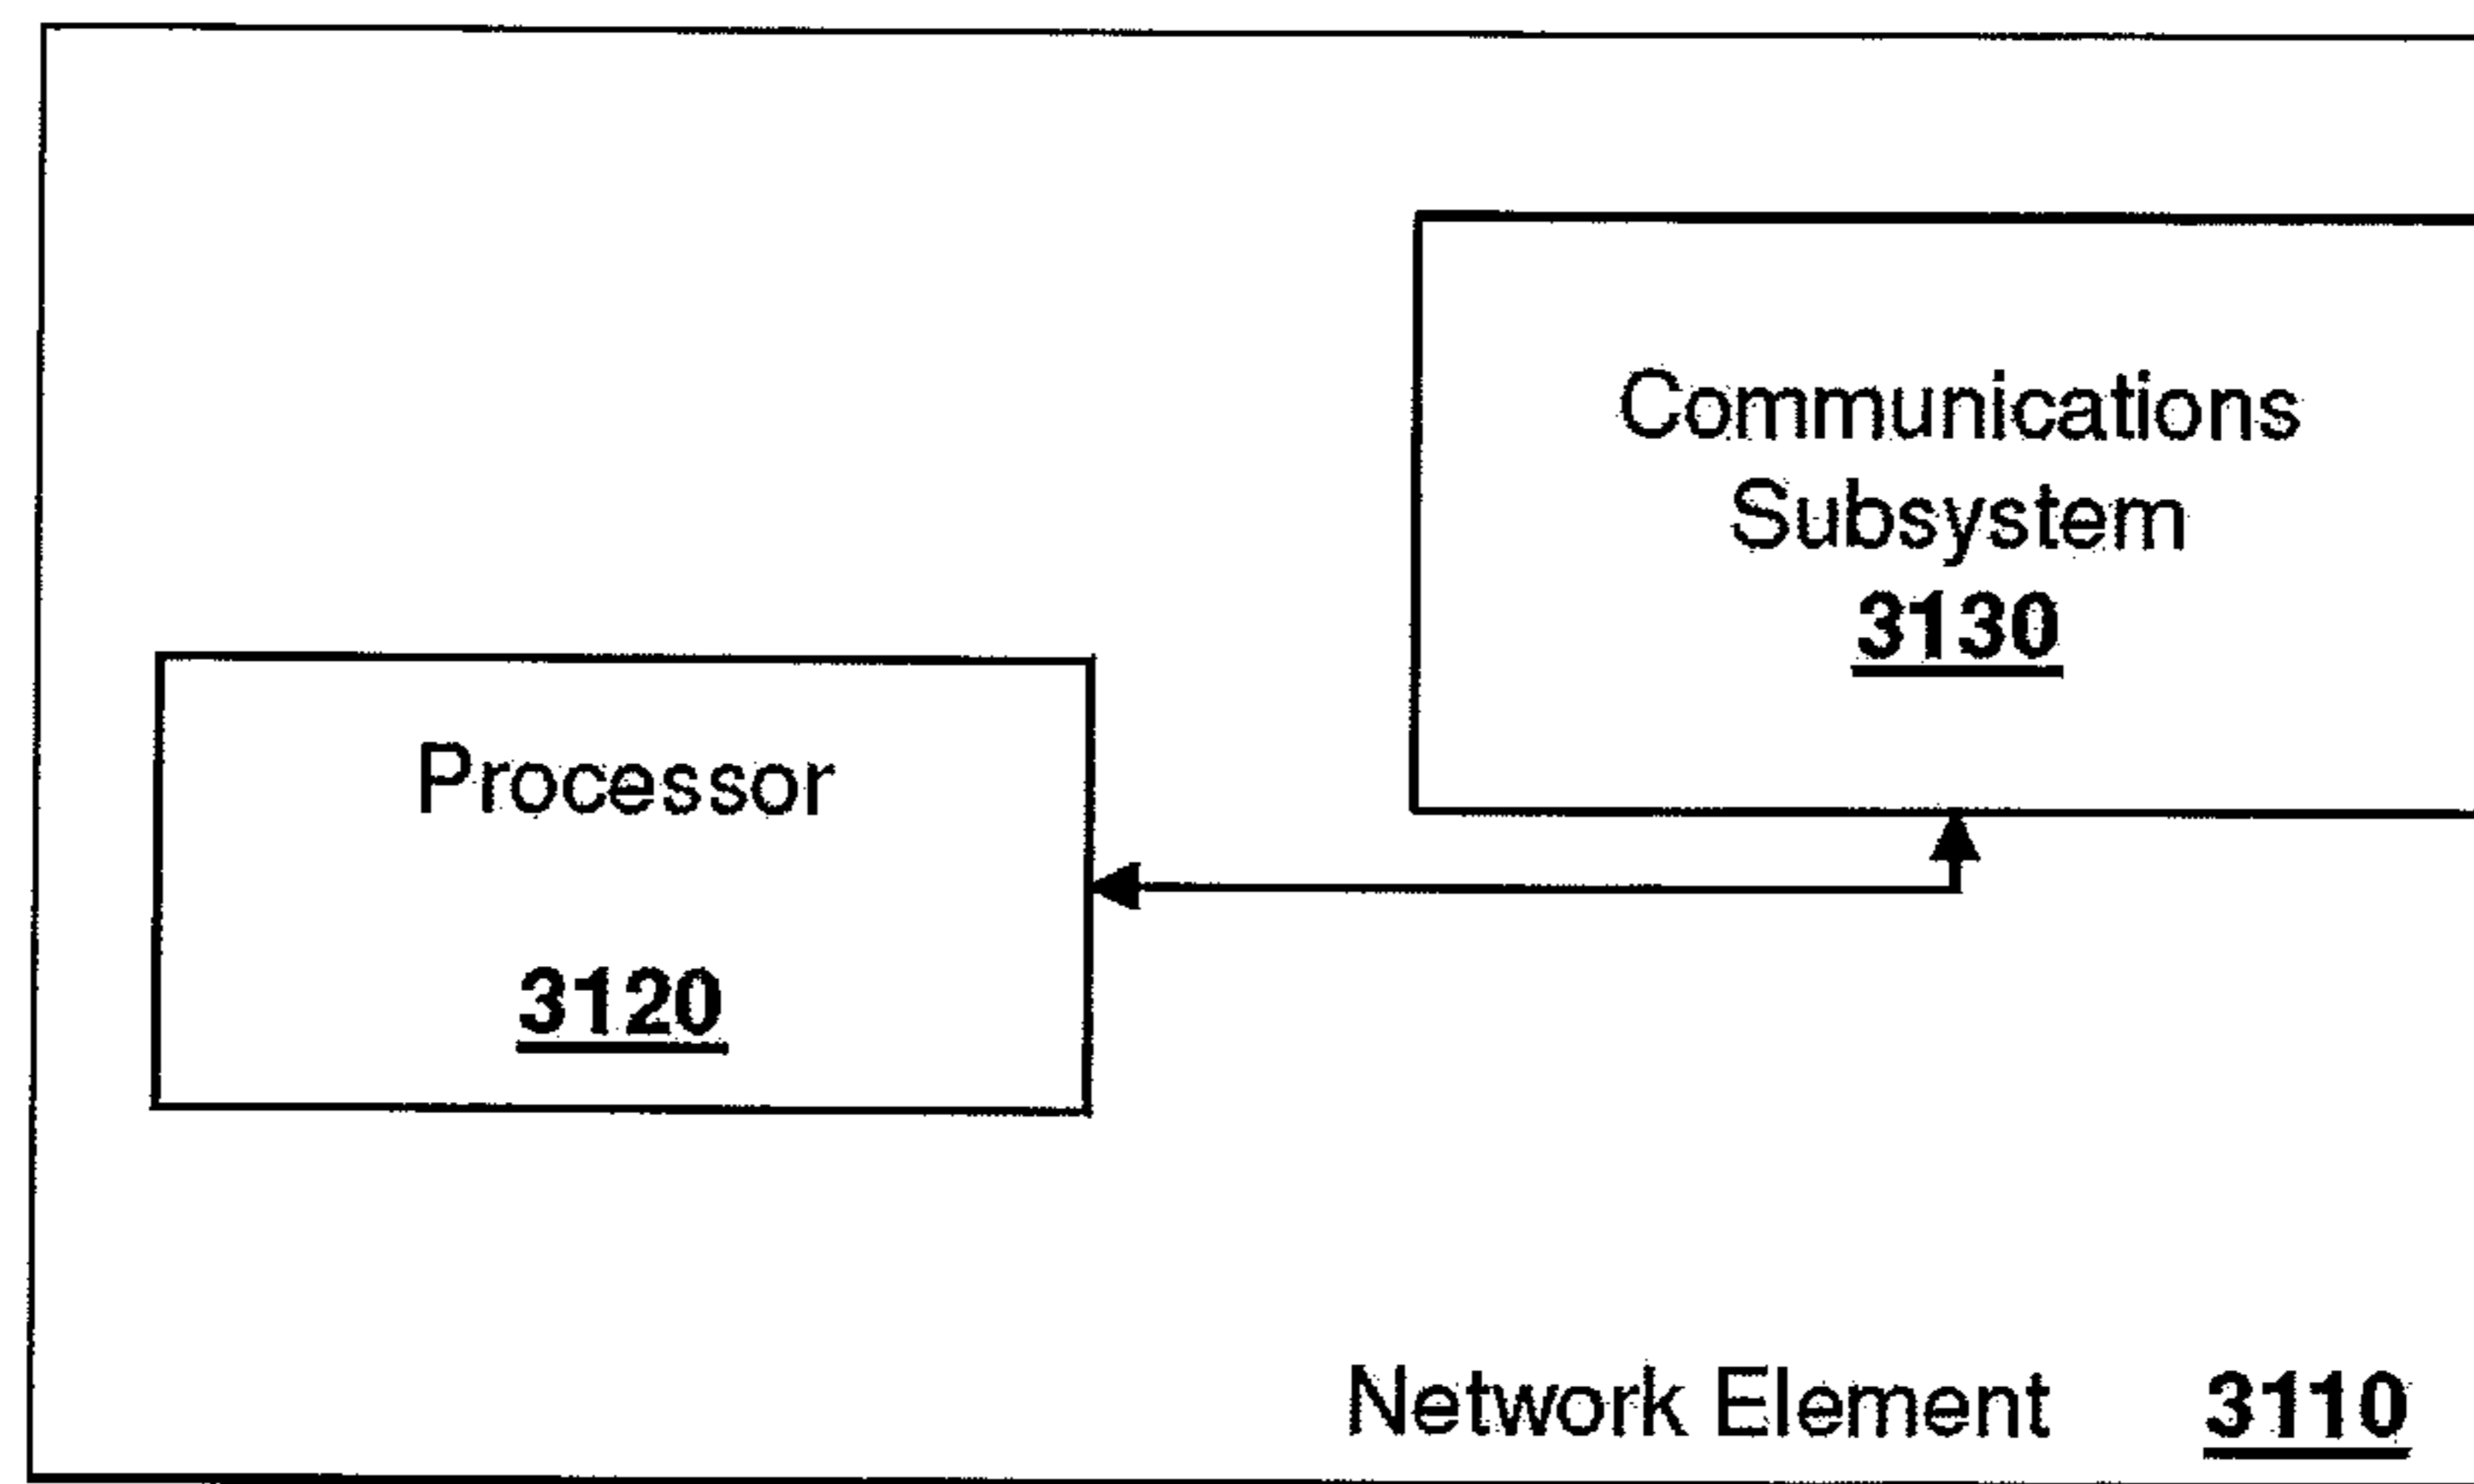 Communications
Subsystem
3130
Processor
3120
Network Element 3110